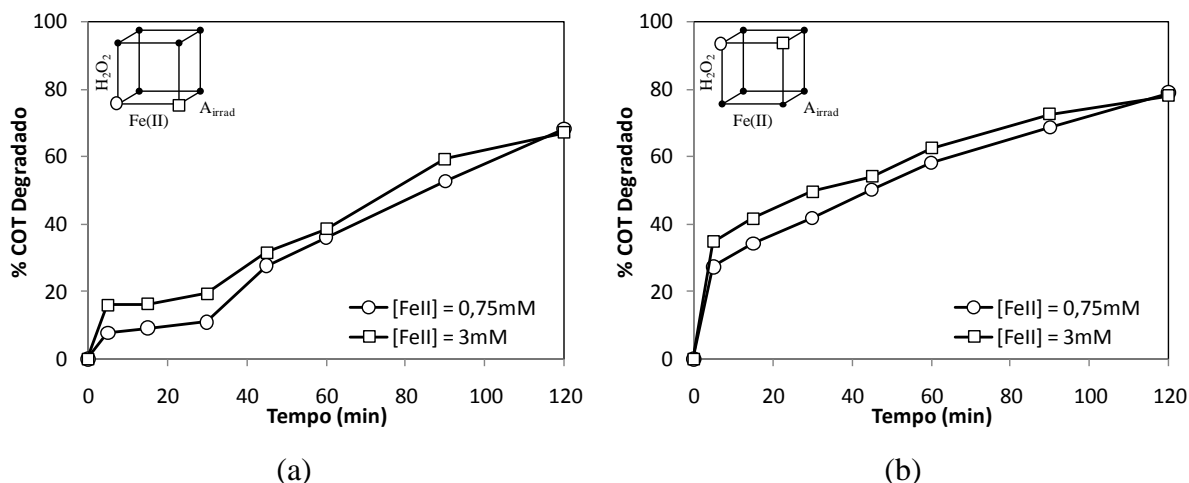 100
80
60
40
20
0
% COT Degradado
H₂O₂
Fe(II)
A_irrad
[FeII] = 0,75mM
[FeII] = 3mM
0 20 40 60 80 100 120
Tempo (min)
(a)
100
80
60
40
20
0
% COT Degradado
H₂O₂
Fe(II)
A_irrad
[FeII] = 0,75mM
[FeII] = 3mM
0 20 40 60 80 100 120
Tempo (min)
(b)